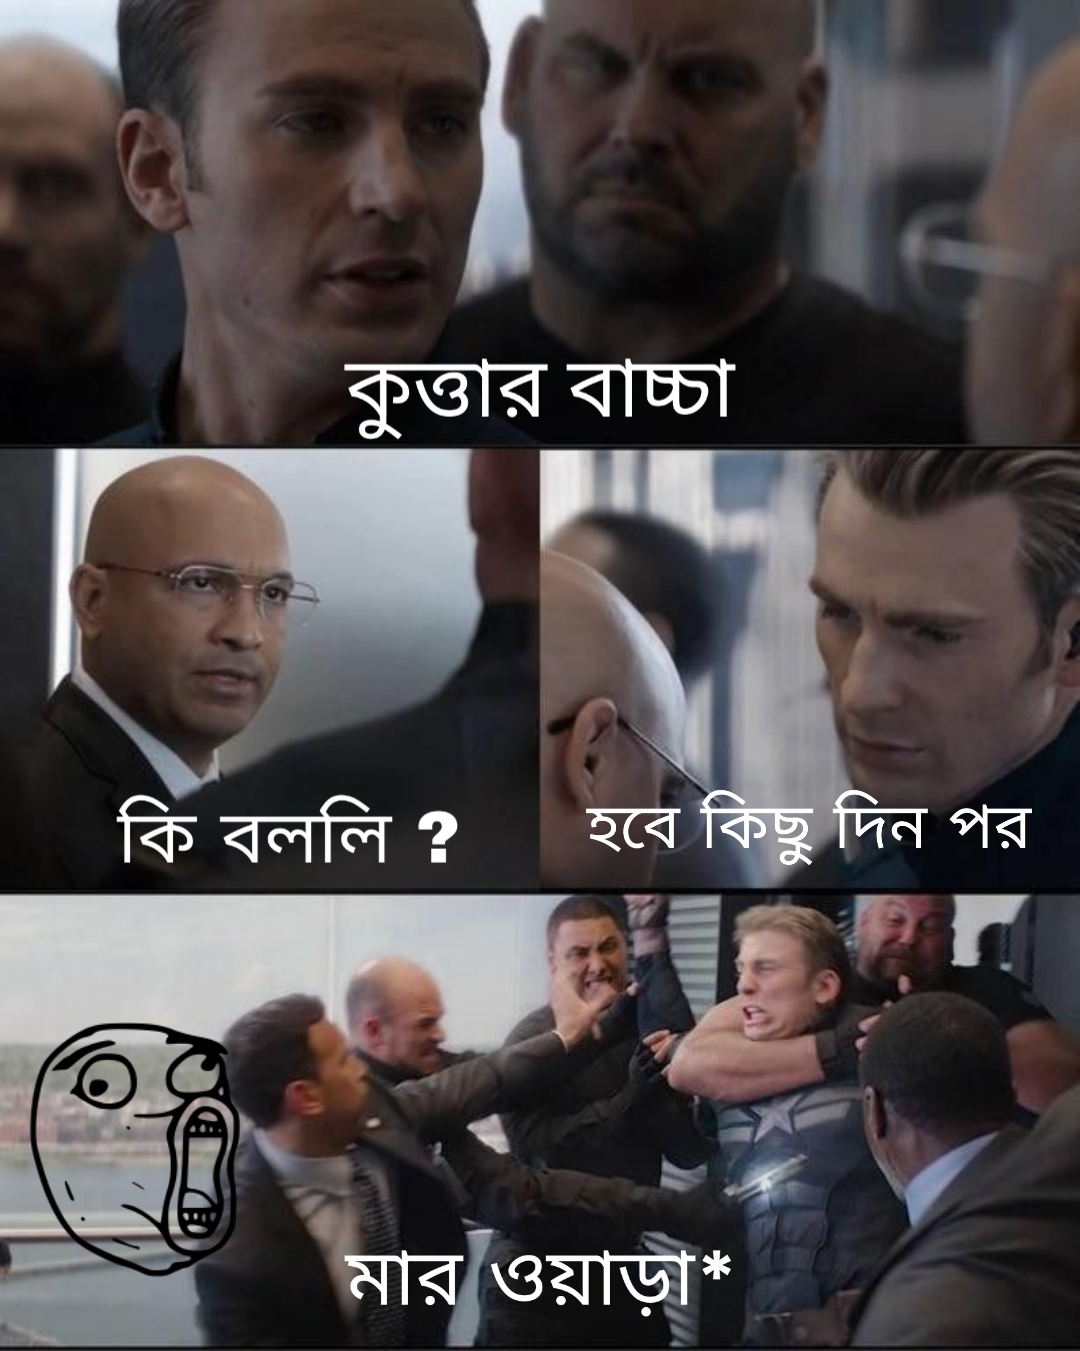 কুত্তার বাচ্চা
কি বললি ?
হবে কিছু দিন পর
মার ওয়াড়া*